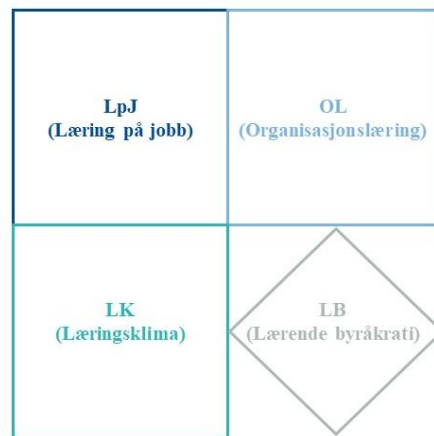 LpJ
(Læring på jobb)
OL
(Organisasjonslæring)
LK
(Læringsklima)
LB
(Lærende byråkrati)